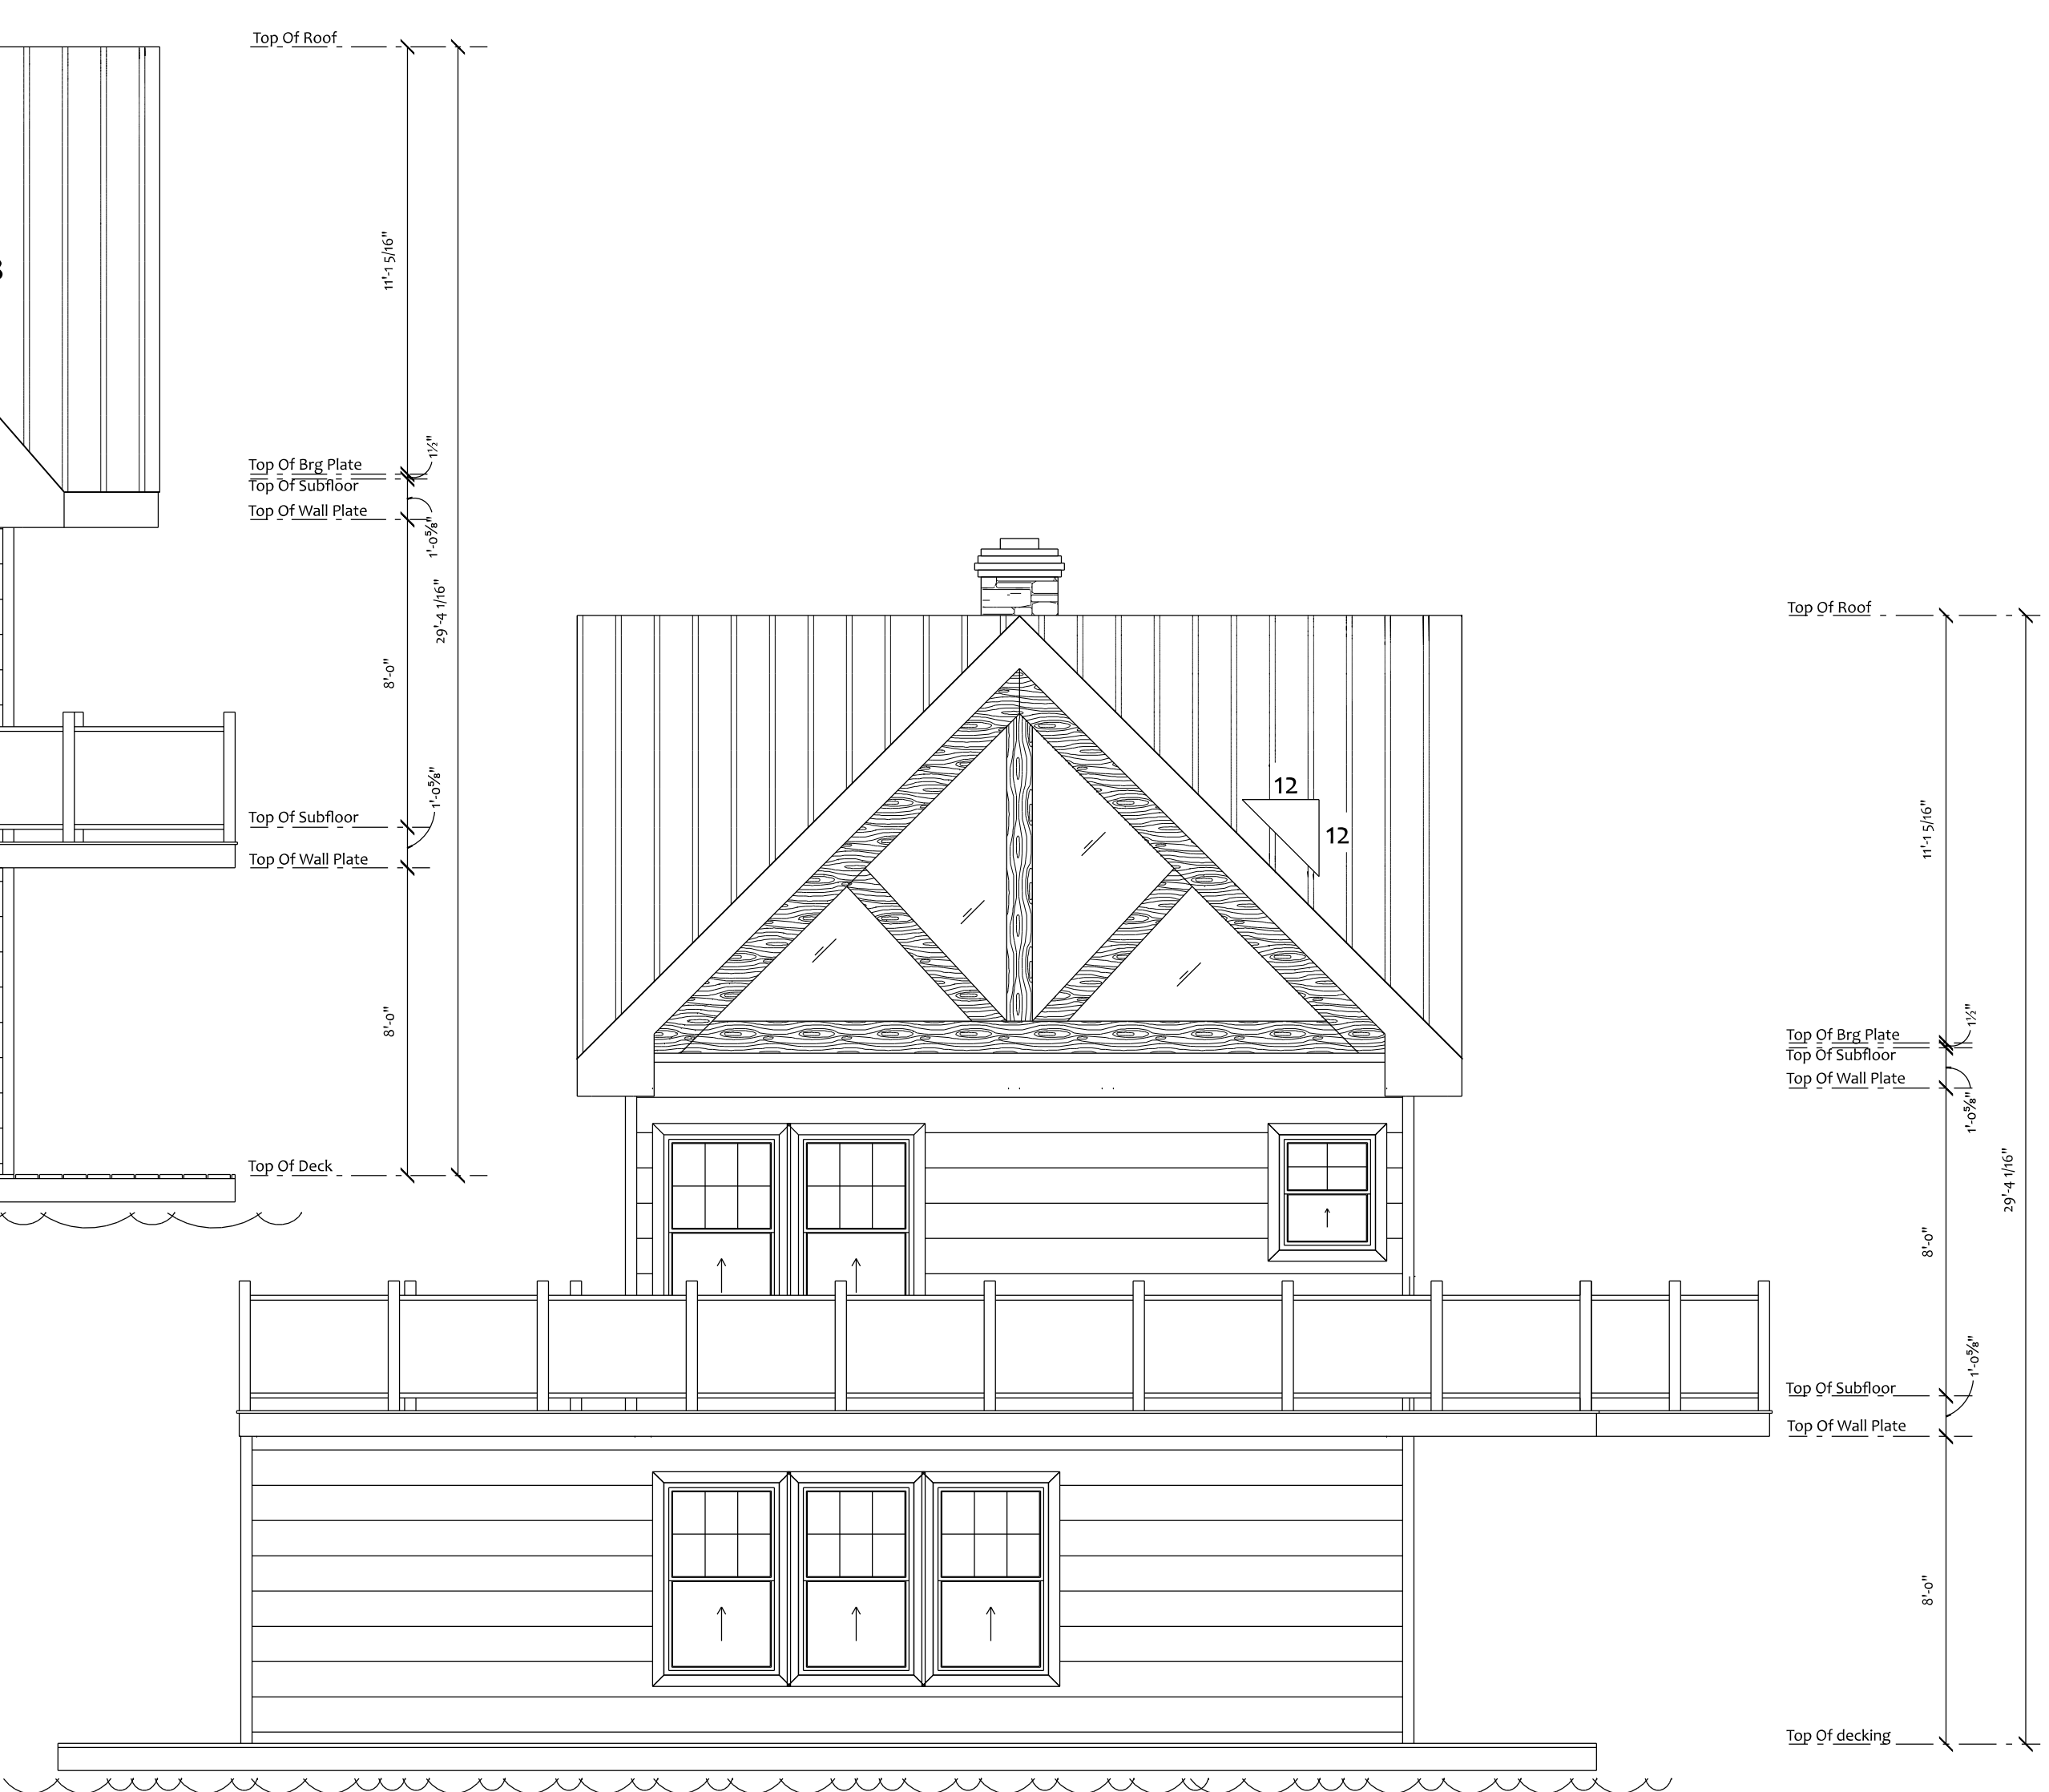 Top Of Roof
11'-1 5/16"
1½"
Top Of Brg Plate
Top Of Subfloor
Top Of Wall Plate
1'-0⅝"
29'-4 1/16"
8'-0"
1'-0⅝"
Top Of Subfloor
Top Of Wall Plate
8'-0"
Top Of Deck
12
12
Top Of Roof
11'-1 5/16"
1½"
Top Of Brg Plate
Top Of Subfloor
Top Of Wall Plate
1'-0⅝"
29'-4 1/16"
8'-0"
1'-0⅝"
Top Of Subfloor
Top Of Wall Plate
8'-0"
Top Of decking